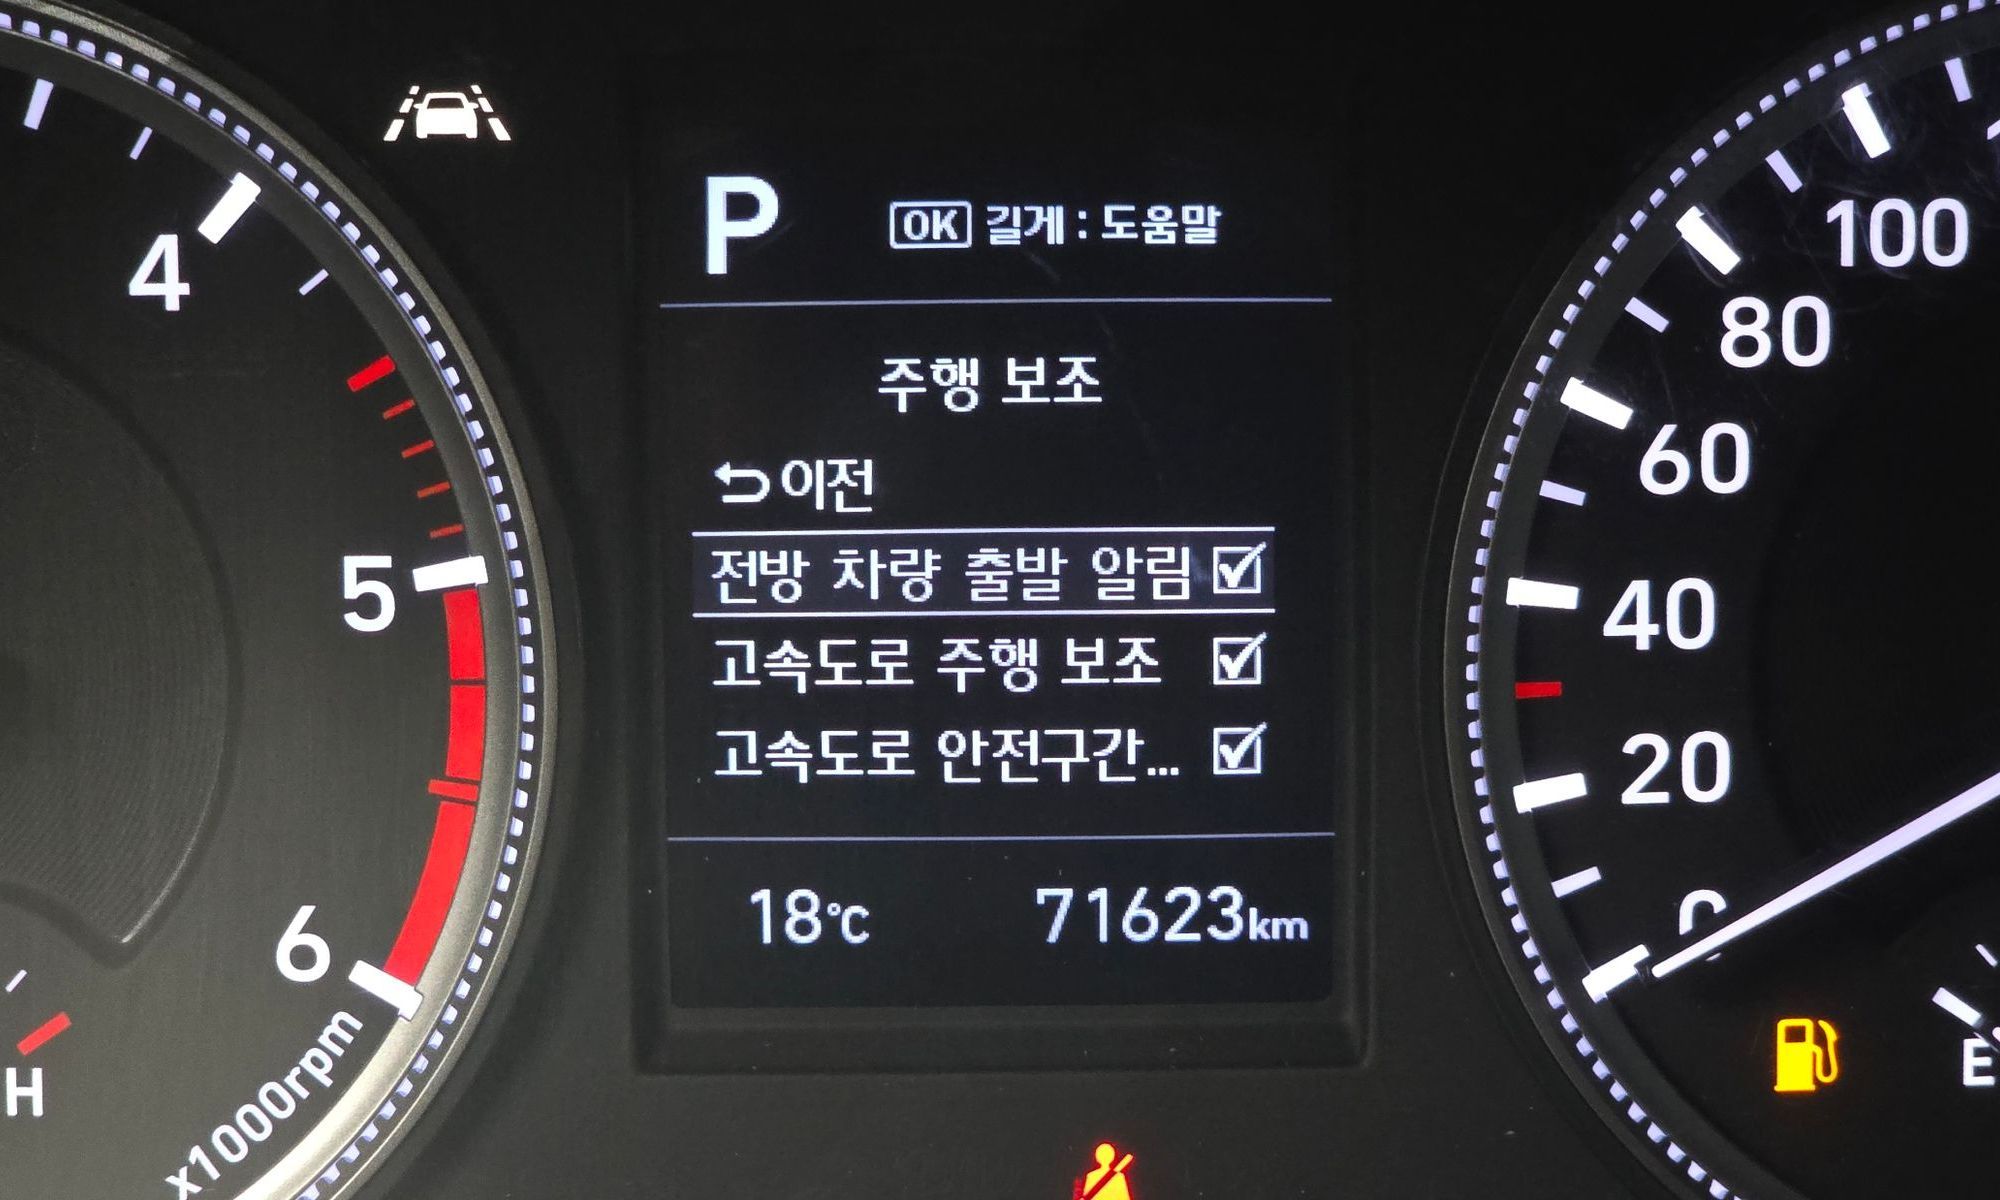 P
OK 길게 : 도움말
주행 보조
이전
전방 차량 출발 알림
고속도로 주행 보조
고속도로 안전구간...
18℃ 71623km
4
5
6
x1000rpm
H
100
80
60
40
20
0
E